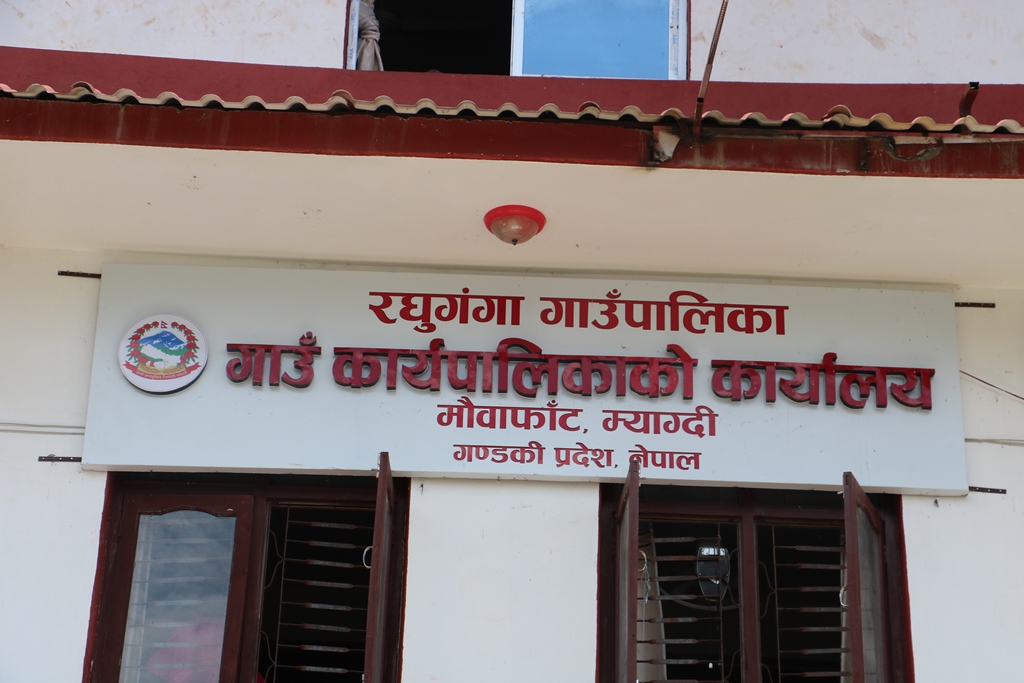 रघुगंगा गाउँपालिका
गाउँ कार्यपालिकाको कार्यालय
मौवाफाँट, म्याग्दी
गण्डकी प्रदेश, नेपाल